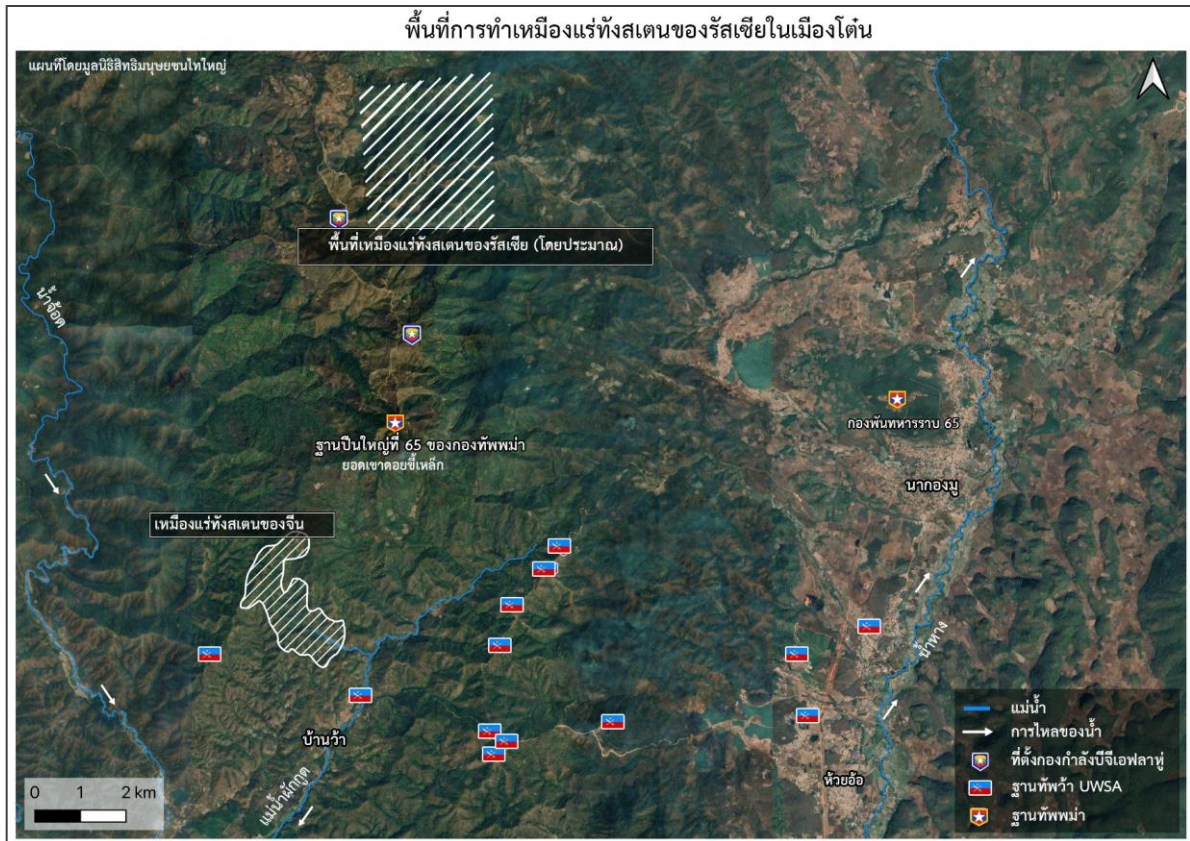 พื้นที่การทำเหมืองแร่ทังสเตนของรัสเซียในเมืองโต๋น
แผนที่โดยมูลนิธิสิทธิมนุษยชนไทใหญ่
พื้นที่เหมืองแร่ทังสเตนของรัสเซีย (โดยประมาณ)
น้ำจ๊อด
กองพันทหารราบ 65
ฐานปืนใหญ่ที่ 65 ของกองทัพพม่า
ยอดเขาดอยขี้เหล็ก
นากองมู
เหมืองแร่ทังสเตนของจีน
น้ำหาง
บ้านว้า
ห้วยอ้อ
แม่น้ำผักกูด
0 1 2 km
แม่น้ำ
การไหลของน้ำ
ที่ตั้งกองกำลังบีจีเอฟลาหู่
ฐานทัพว้า UWSA
ฐานทัพพม่า